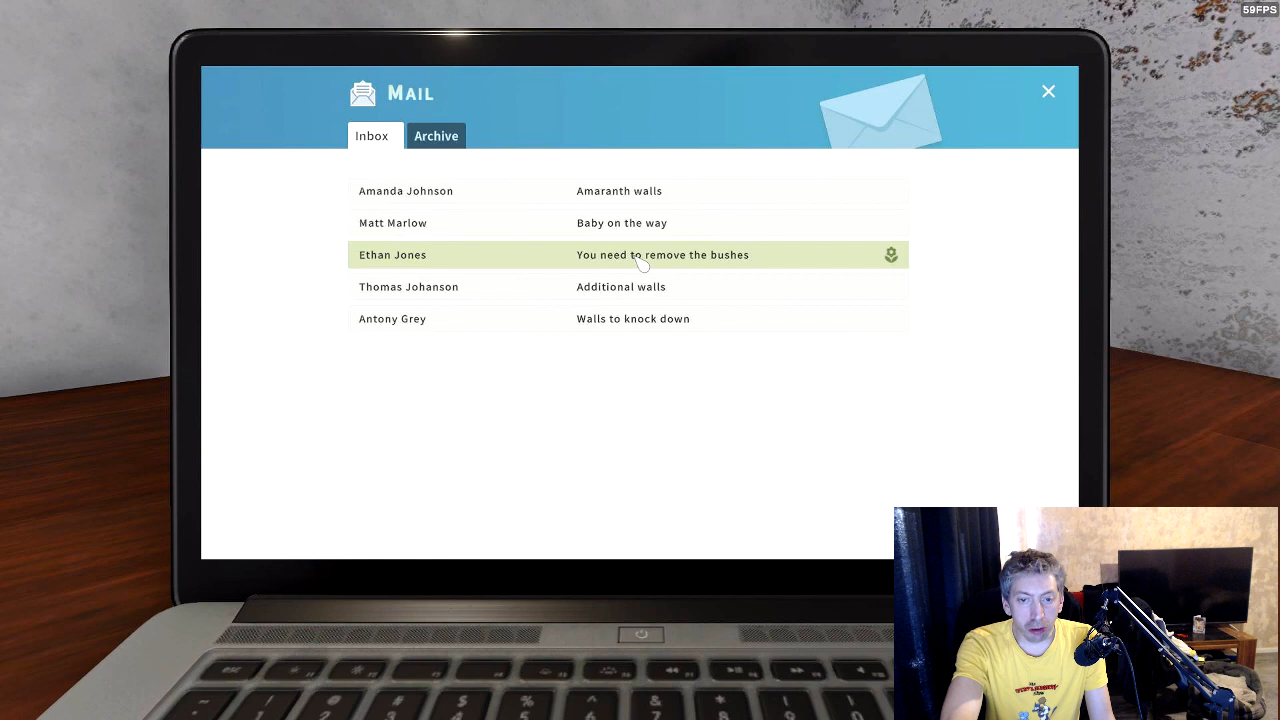 59FPS
MAIL
Inbox Archive
Amanda Johnson Amaranth walls
Matt Marlow Baby on the way
Ethan Jones You need to remove the bushes
Thomas Johanson Additional walls
Antony Grey Walls to knock down